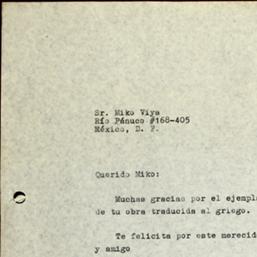 Sr. Miko Viya
Río Pánuco #168-405
México, D. F.
Querido Miko:
Muchas gracias por el ejempla
de tu obra traducida al griego.
Te felicita por este merecid
y amigo